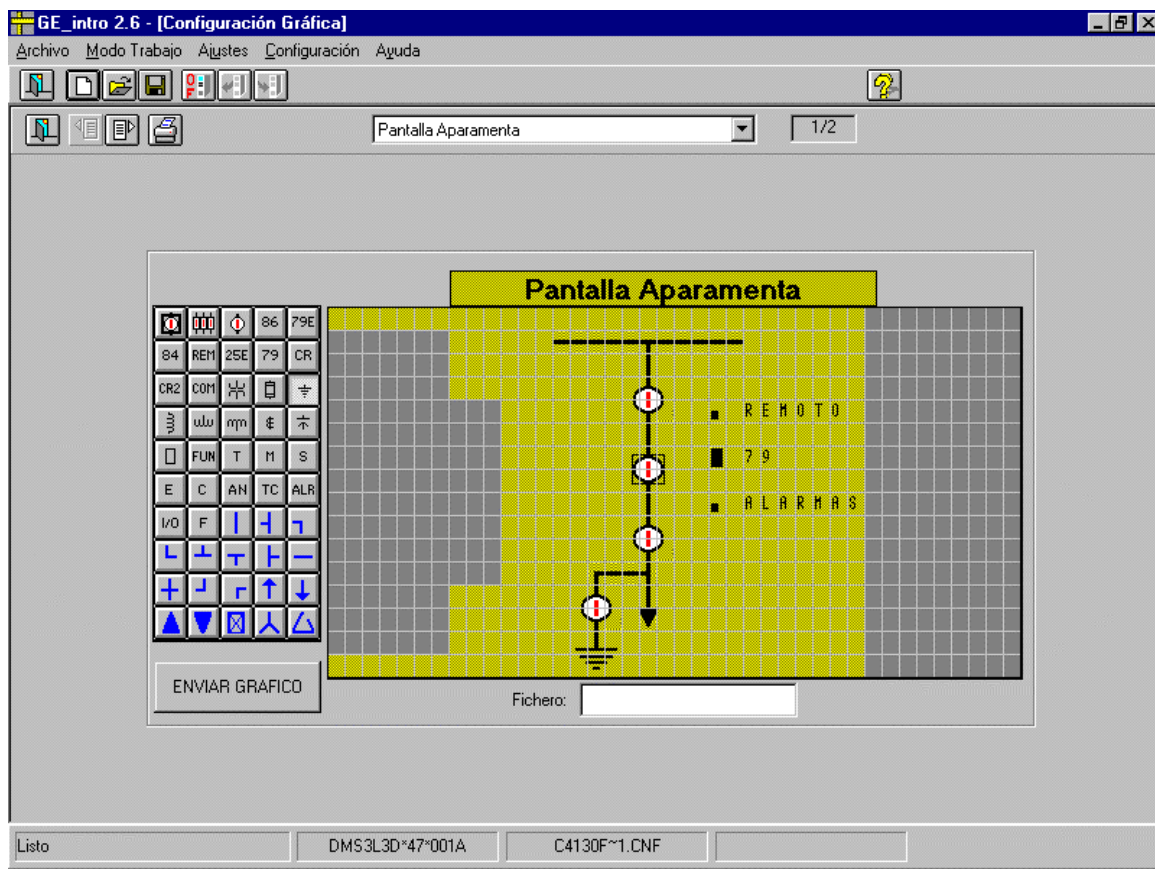 GE_intro 2.6 - [Configuración Gráfica]
Archivo Modo Trabajo Ajustes Configuración Ayuda
Pantalla Aparamenta 1/2
Pantalla Aparamenta
86 79E
84 REM 25E 79 CR
CR2 COM
FUN T M S
E C AN TC ALR
I/O F
REMOTO
79
ALARMAS
ENVIAR GRAFICO
Fichero:
Listo DMS3L3D*47*001A C4130F~1.CNF